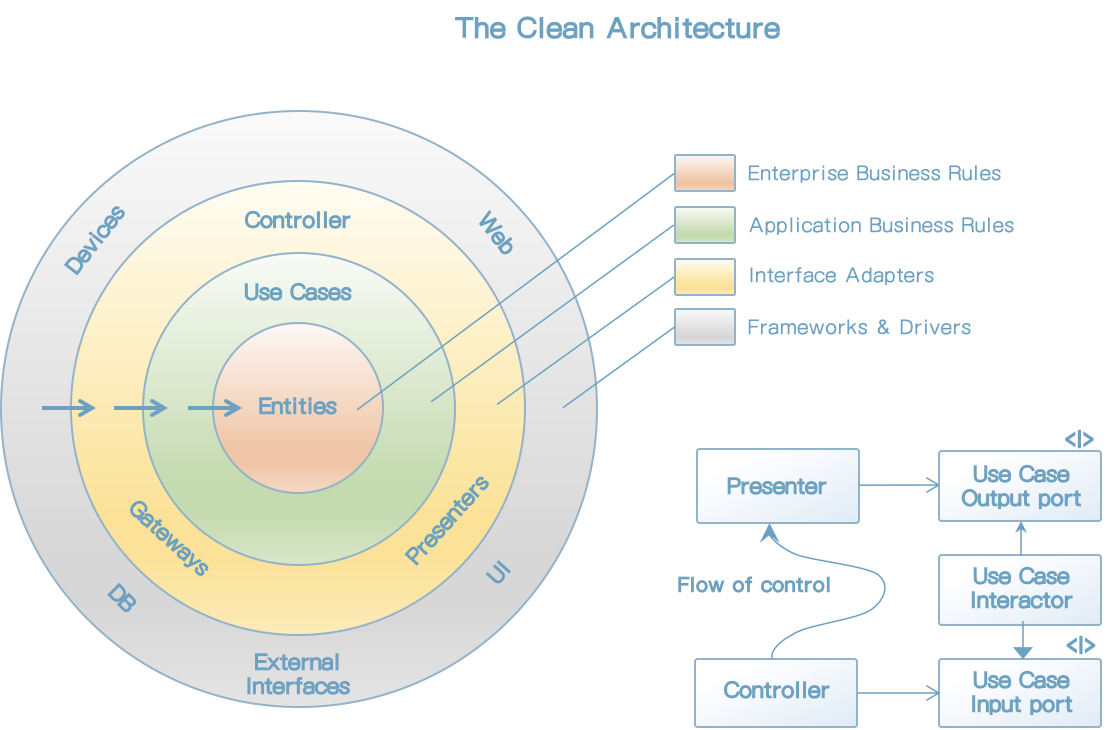 The Clean Architecture
Enterprise Business Rules
Application Business Rules
Interface Adapters
Frameworks & Drivers
Devices
Web
Controller
Use Cases
Entities
Gateways
Presenters
DB
UI
External
Interfaces
Presenter
<I>
Use Case
Output port
Flow of control
Use Case
Interactor
Controller
<I>
Use Case
Input port